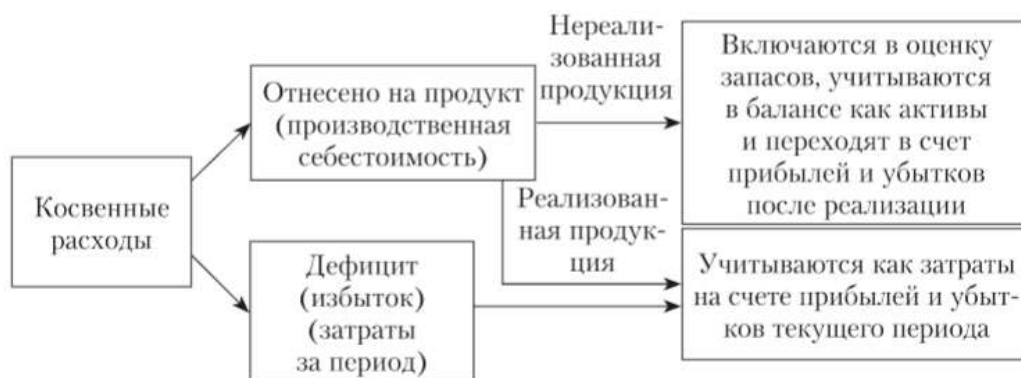 Косвенные
расходы
Отнесено на продукт
(производственная
себестоимость)
Дефицит
(избыток)
(затраты
за период)
Нереали-
зованная
продукция
Реализован-
ная продук-
ция
Включаются в оценку
запасов, учитываются
в балансе как активы
и переходят в счет
прибылей и убытков
после реализации
Учитываются как затраты
на счете прибылей и убыт-
ков текущего периода